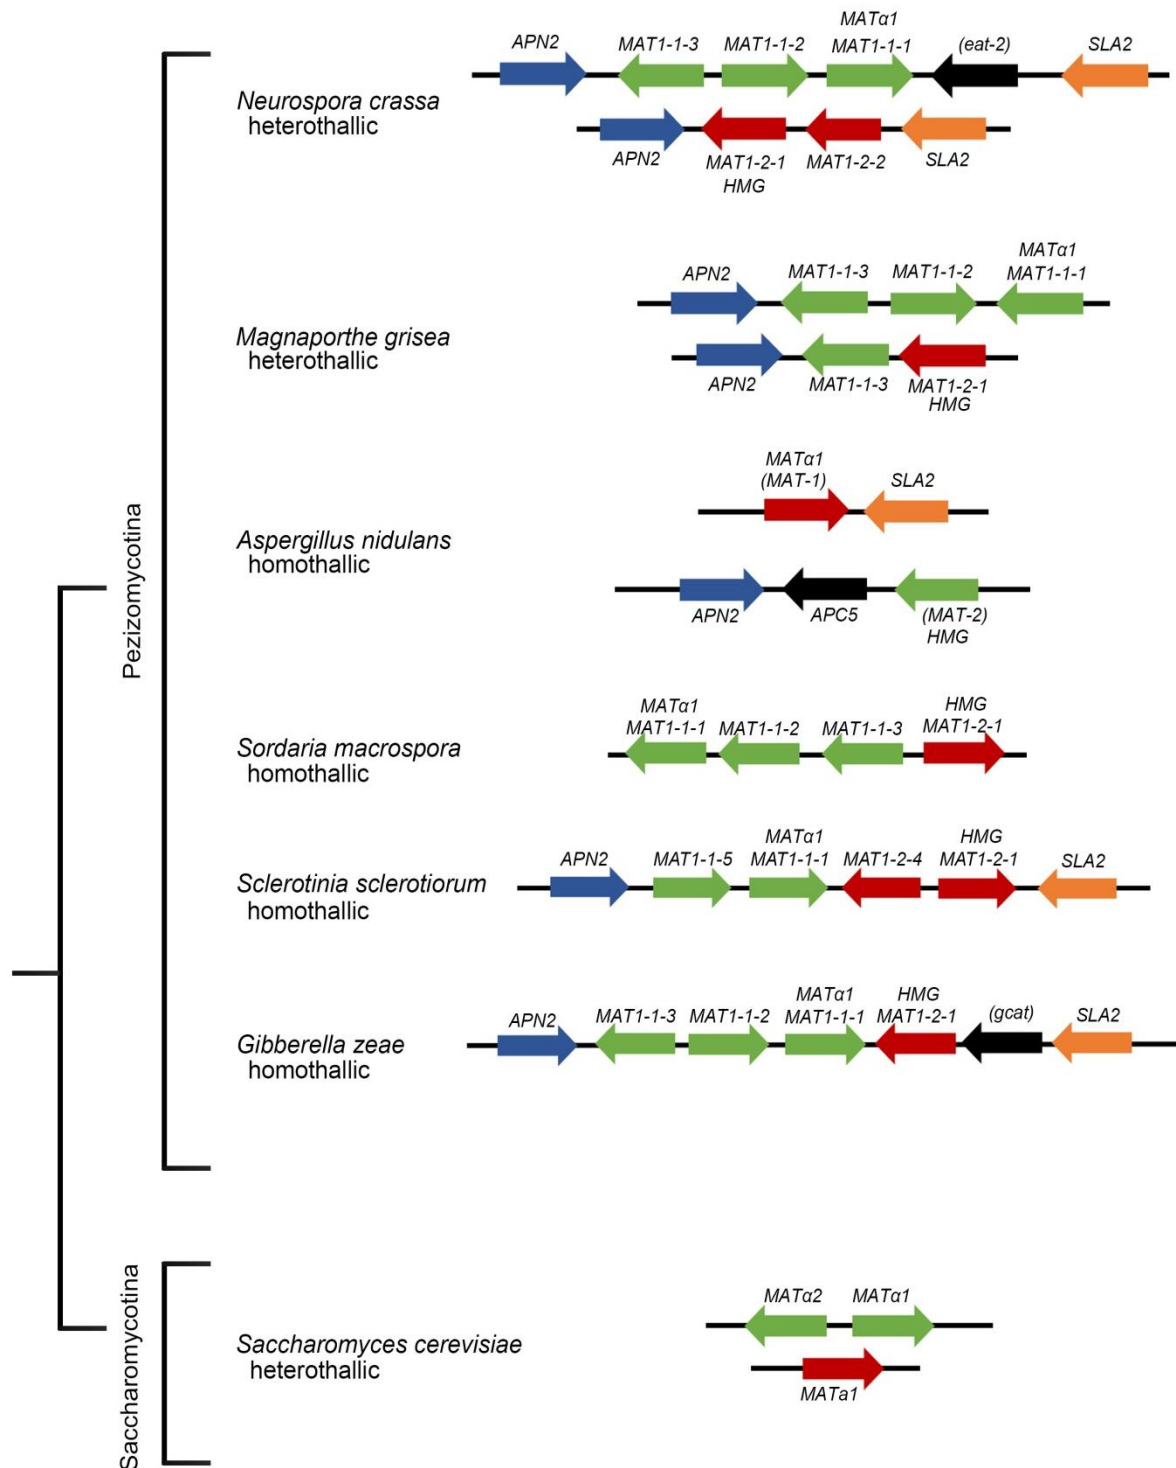 Pezizomycotina
Neurospora crassa
heterothallic
MATα1
APN2 MAT1-1-3 MAT1-1-2 MAT1-1-1 (eat-2) SLA2
APN2 MAT1-2-1 MAT1-2-2 SLA2
HMG
Magnaporthe grisea
heterothallic
MATα1
APN2 MAT1-1-3 MAT1-1-2 MAT1-1-1
APN2 MAT1-1-3 MAT1-2-1
HMG
Aspergillus nidulans
homothallic
MATα1
(MAT-1) SLA2
APN2 APC5 (MAT-2)
HMG
Sordaria macrospora
homothallic
MATα1 HMG
MAT1-1-1 MAT1-1-2 MAT1-1-3 MAT1-2-1
Sclerotinia sclerotiorum
homothallic
MATα1 HMG
APN2 MAT1-1-5 MAT1-1-1 MAT1-2-4 MAT1-2-1 SLA2
Gibberella zeae
homothallic
MATα1 HMG
APN2 MAT1-1-3 MAT1-1-2 MAT1-1-1 MAT1-2-1 (gcat) SLA2
Saccharomycotina
Saccharomyces cerevisiae
heterothallic
MATα2 MATα1
MATa1